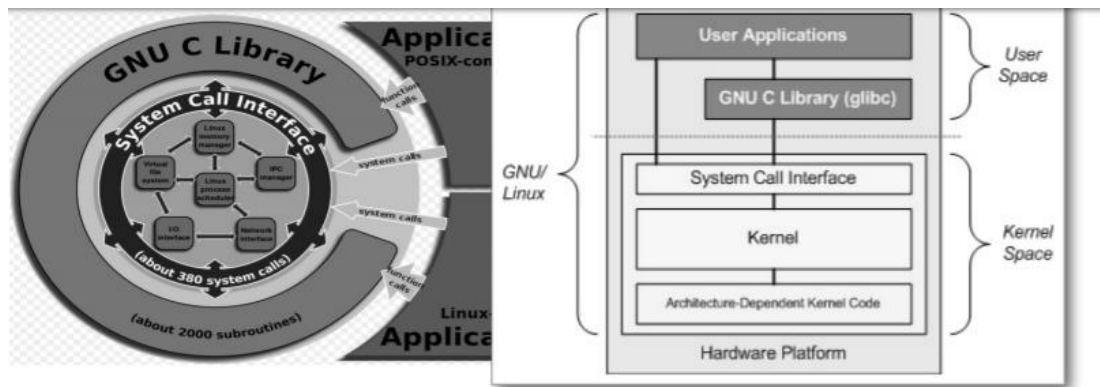 GNU C Library
System Call Interface
Linux
memory
manager
Virtual
file
system
IPC
manager
Linux
process
scheduler
I/O
interface
Network
interface
(about 380 system calls)
(about 2000 subroutines)
function
calls
system calls
system calls
function
calls
Applica
POSIX-com
Linux-
Applica
User Applications
GNU C Library (glibc)
User
Space
GNU/
Linux
System Call Interface
Kernel
Architecture-Dependent Kernel Code
Kernel
Space
Hardware Platform